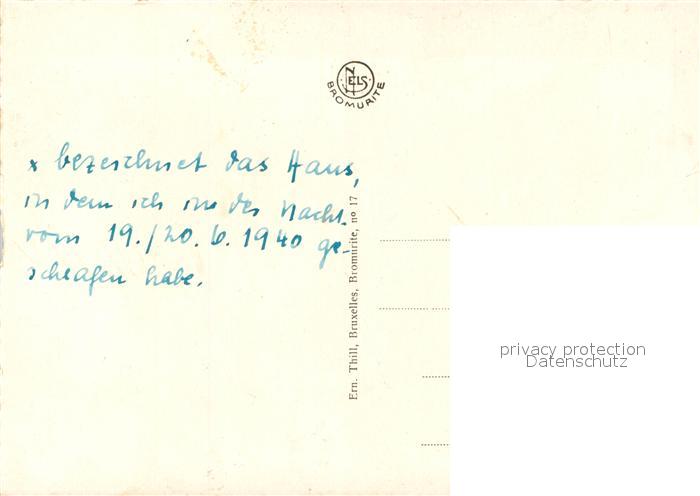 NELS
BROMURITE
x bezeichnet das Haus,
in dem ich in der Nacht
vom 19./20. 6. 1940 ge-
schlafen habe.
Ern. Thill, Bruxelles, Bromurite, nº 17
privacy protection
Datenschutz